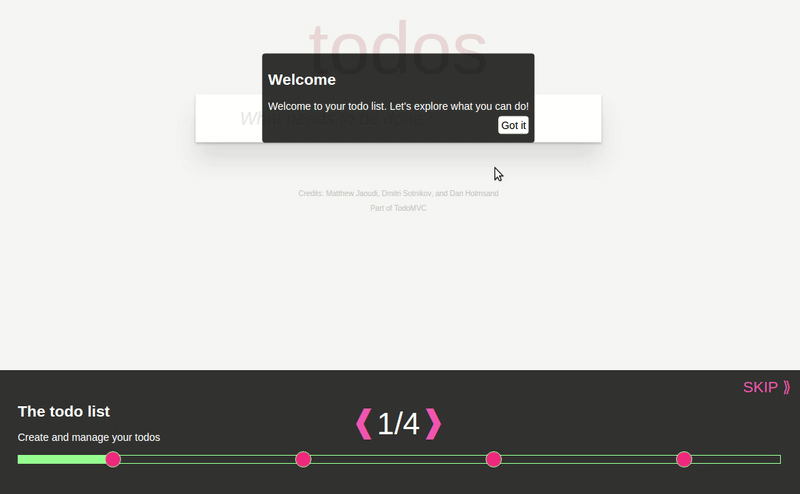 todos
Welcome
Welcome to your todo list. Let's explore what you can do!
Got it
Credits: Matthew Jaoudi, Dmitri Sotnikov, and Dan Holmsand
Part of TodoMVC
SKIP ⟫
The todo list
❰ 1/4 ❱
Create and manage your todos